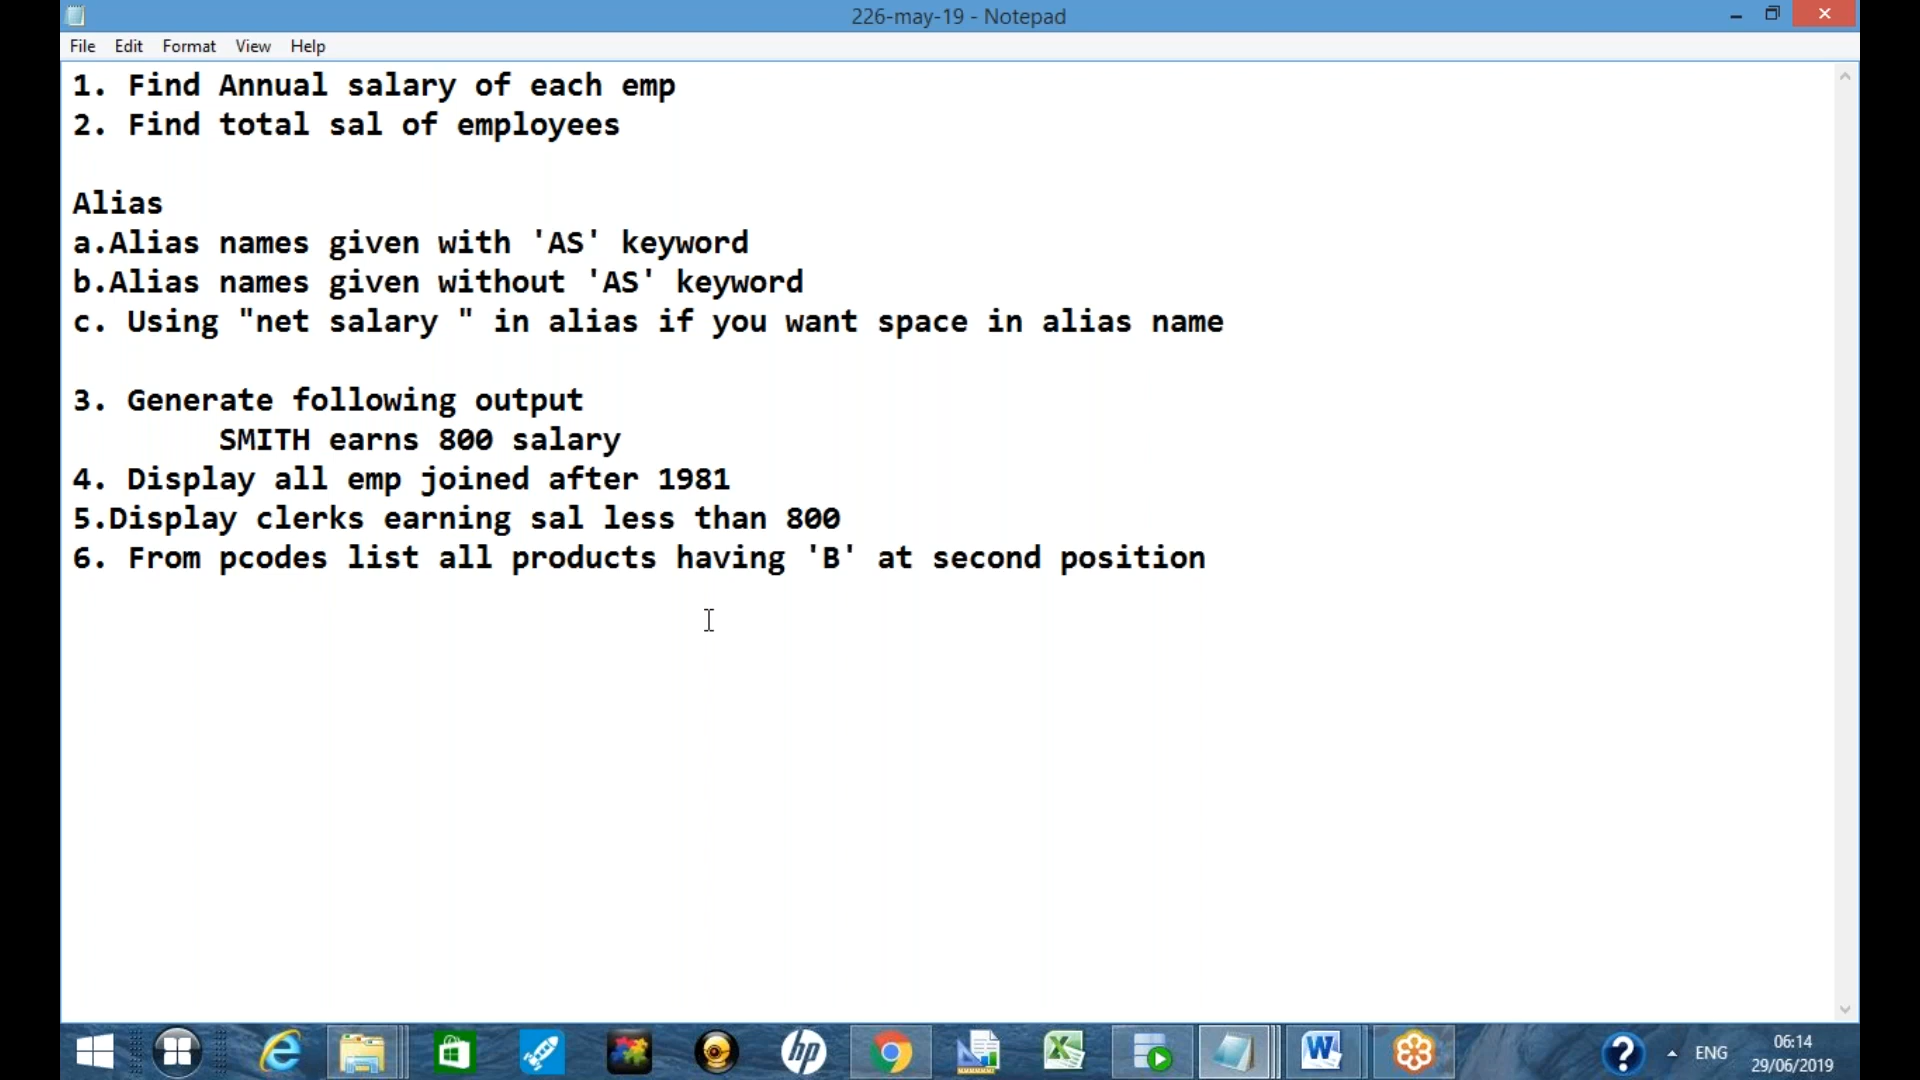 226-may-19 - Notepad
File Edit Format View Help
1. Find Annual salary of each emp
2. Find total sal of employees
Alias
a.Alias names given with 'AS' keyword
b.Alias names given without 'AS' keyword
c. Using "net salary " in alias if you want space in alias name
3. Generate following output
SMITH earns 800 salary
4. Display all emp joined after 1981
5.Display clerks earning sal less than 800
6. From pcodes list all products having 'B' at second position
hp
ENG
06:14
29/06/2019